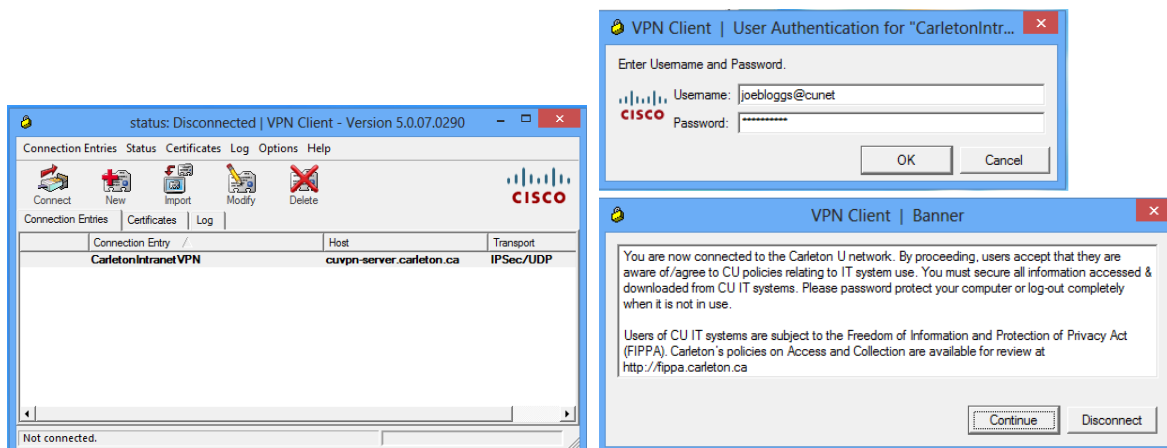 status: Disconnected | VPN Client - Version 5.0.07.0290
Connection Entries Status Certificates Log Options Help
Connect New Import Modify Delete
CISCO
Connection Entries Certificates Log
Connection Entry / Host Transport
CarletonIntranetVPN cuvpn-server.carleton.ca IPSec/UDP
Not connected.
VPN Client | User Authentication for "CarletonIntr...
Enter Username and Password.
CISCO
Username: joebloggs@cunet
Password: **********
OK Cancel
VPN Client | Banner
You are now connected to the Carleton U network. By proceeding, users accept that they are
aware of/agree to CU policies relating to IT system use. You must secure all information accessed &
downloaded from CU IT systems. Please password protect your computer or log-out completely
when it is not in use.
Users of CU IT systems are subject to the Freedom of Information and Protection of Privacy Act
(FIPPA). Carleton's policies on Access and Collection are available for review at
http://fippa.carleton.ca
Continue Disconnect